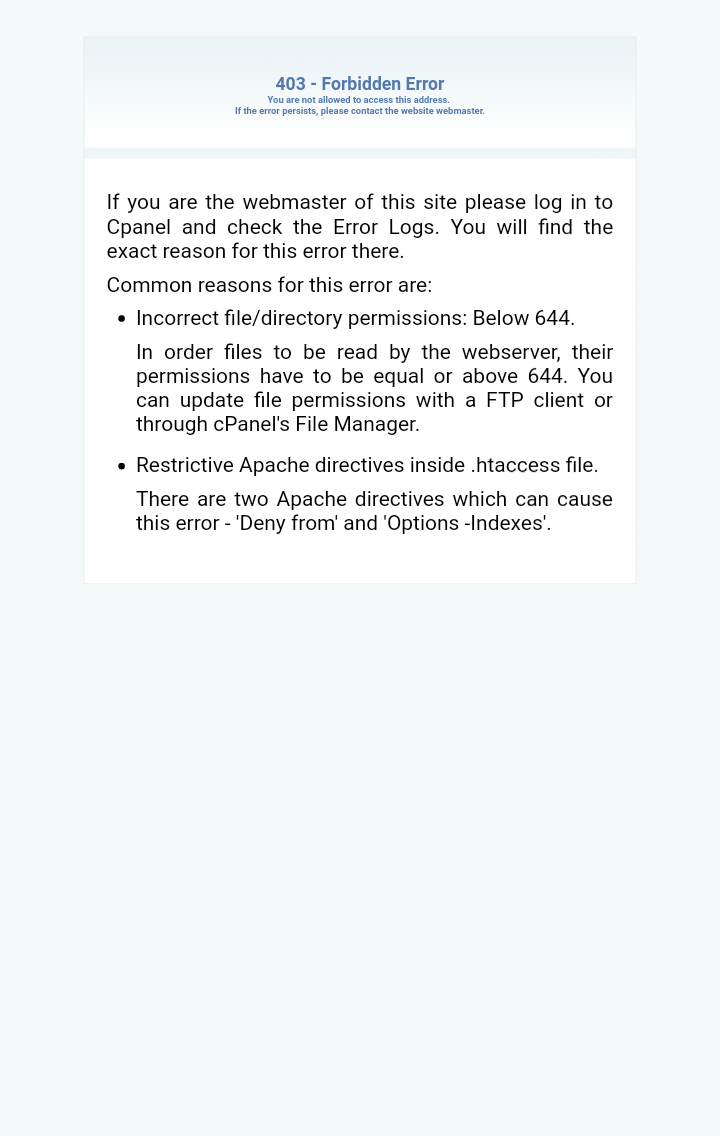 403 - Forbidden Error
You are not allowed to access this address.
If the error persists, please contact the website webmaster.
If you are the webmaster of this site please log in to
Cpanel and check the Error Logs. You will find the
exact reason for this error there.
Common reasons for this error are:
• Incorrect file/directory permissions: Below 644.
In order files to be read by the webserver, their
permissions have to be equal or above 644. You
can update file permissions with a FTP client or
through cPanel's File Manager.
• Restrictive Apache directives inside .htaccess file.
There are two Apache directives which can cause
this error - 'Deny from' and 'Options -Indexes'.